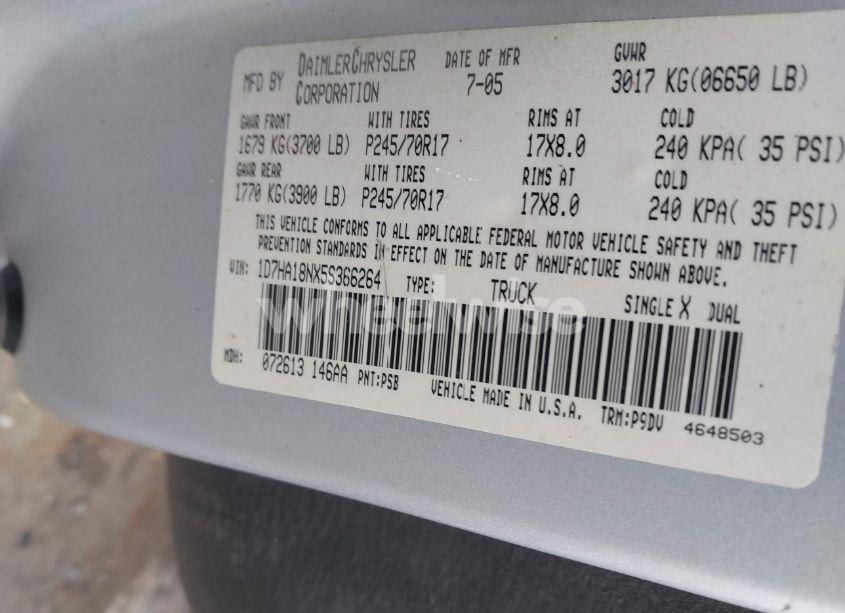 MFD BY DAIMLERCHRYSLER CORPORATION DATE OF MFR 7-05 GVWR 3017 KG(06650 LB)
GAWR FRONT WITH TIRES RIMS AT COLD
1679 KG(3700 LB) P245/70R17 17X8.0 240 KPA( 35 PSI)
GAWR REAR WITH TIRES RIMS AT COLD
1770 KG(3900 LB) P245/70R17 17X8.0 240 KPA( 35 PSI)
THIS VEHICLE CONFORMS TO ALL APPLICABLE FEDERAL MOTOR VEHICLE SAFETY AND THEFT
PREVENTION STANDARDS IN EFFECT ON THE DATE OF MANUFACTURE SHOWN ABOVE.
VIN: 1D7HA18NX5S366264 TYPE: TRUCK SINGLE X DUAL
wheelwise
MDH: 072613 146AA PNT:PSB VEHICLE MADE IN U.S.A. TRM:P9DV 4648503